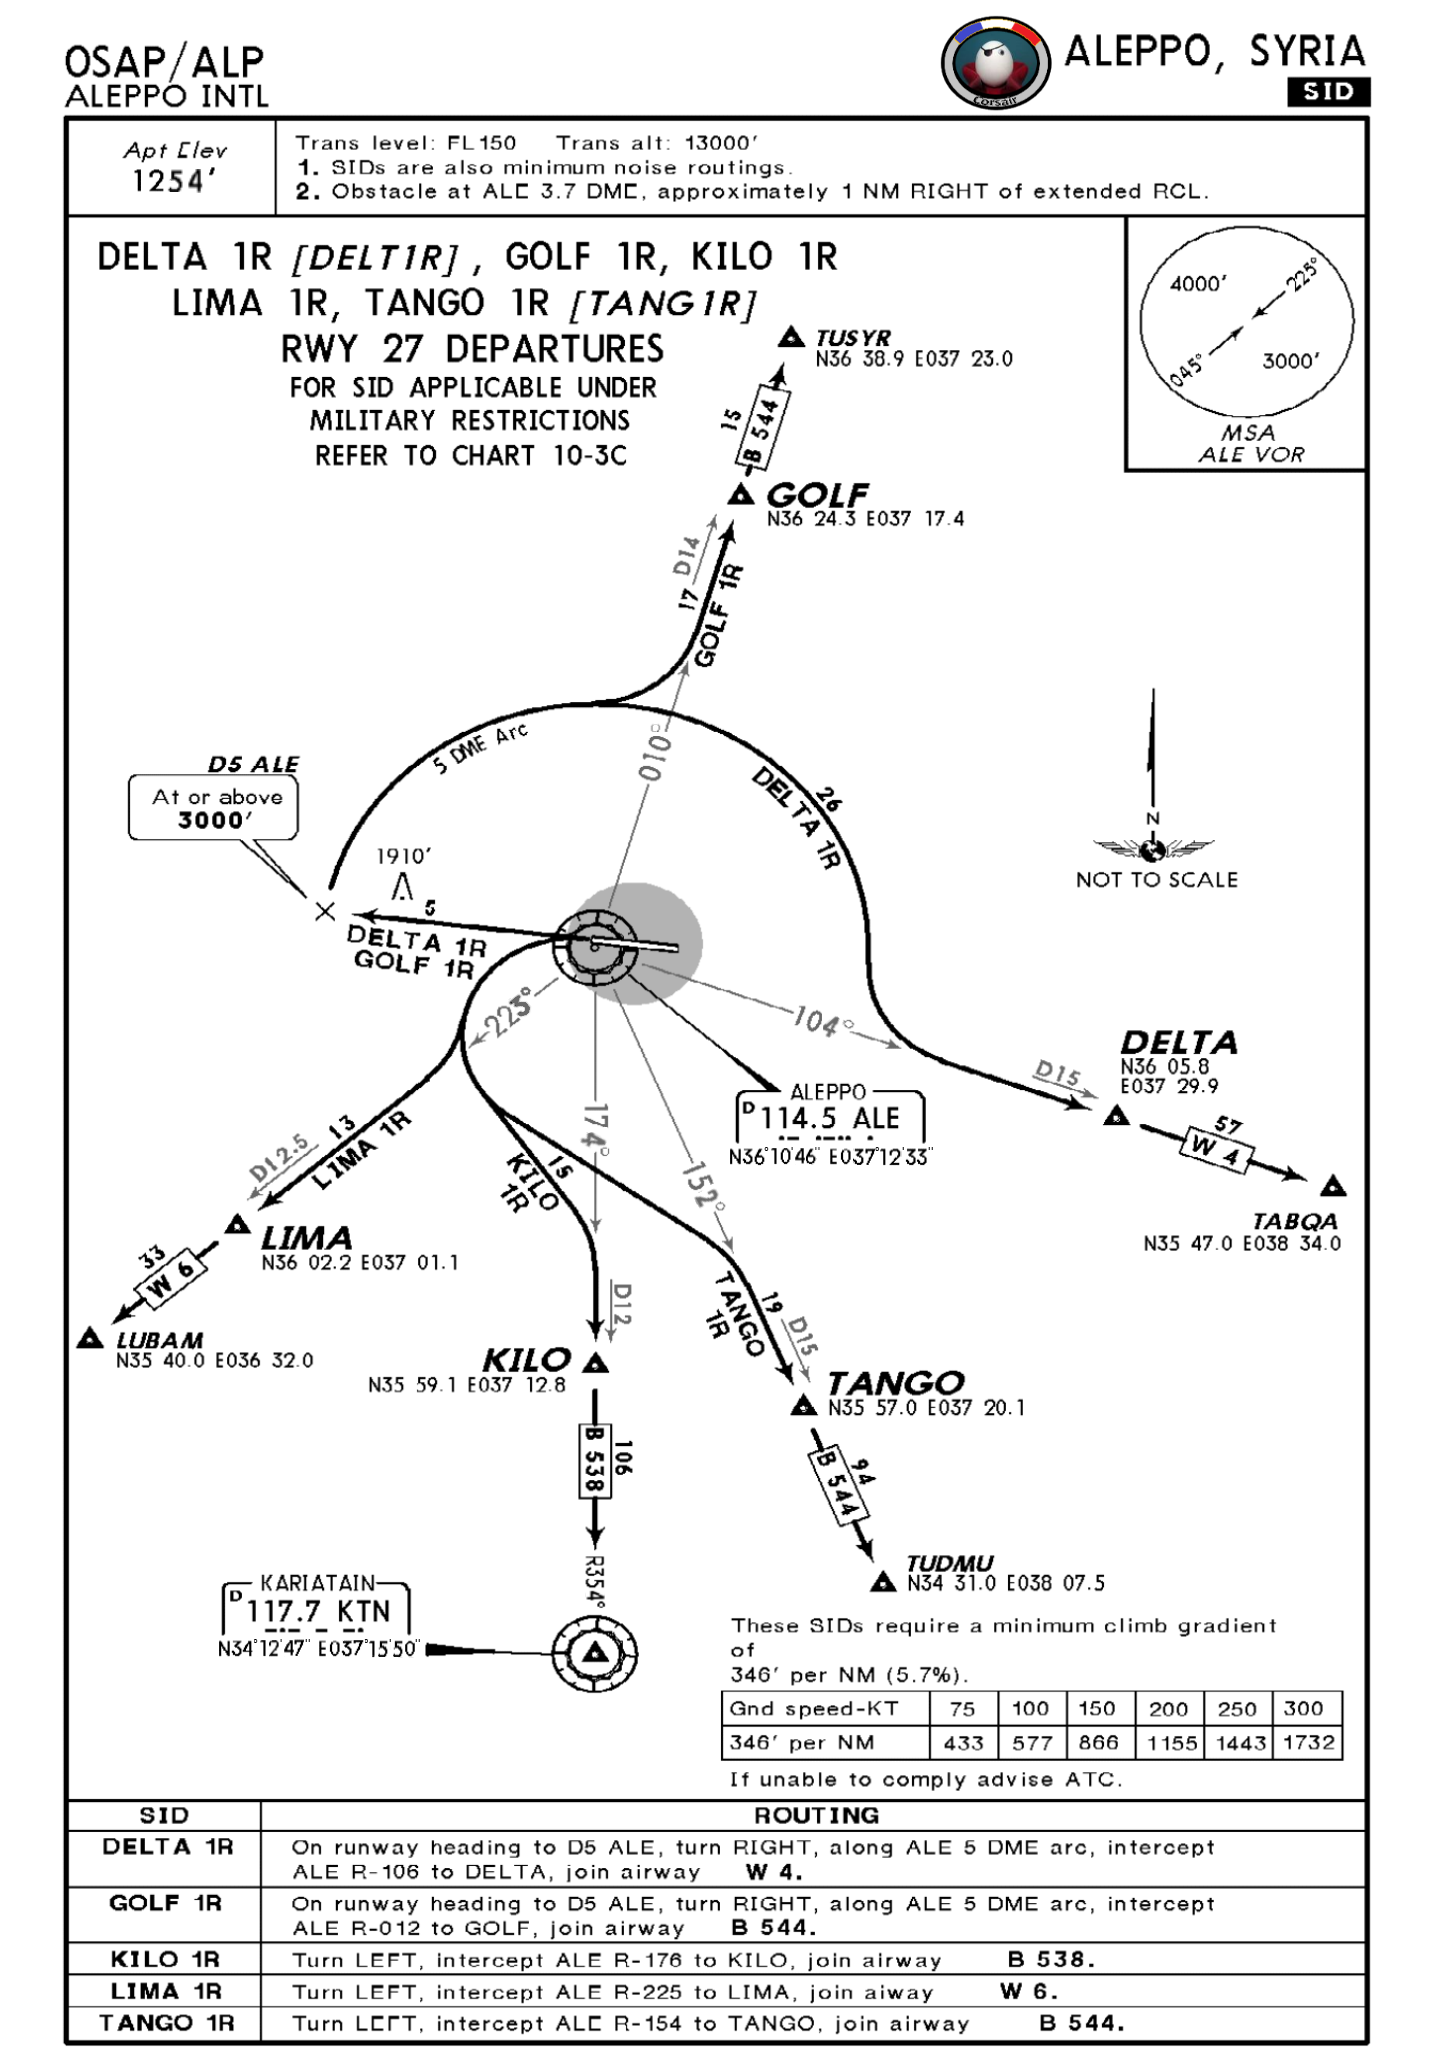 OSAP/ALP
ALEPPO INTL
Corsair
ALEPPO, SYRIA
SID
Apt Elev
1254'
Trans level: FL150 Trans alt: 13000'
1. SIDs are also minimum noise routings.
2. Obstacle at ALE 3.7 DME, approximately 1 NM RIGHT of extended RCL.
DELTA 1R [DELT1R] , GOLF 1R, KILO 1R
LIMA 1R, TANGO 1R [TANG1R]
RWY 27 DEPARTURES
FOR SID APPLICABLE UNDER
MILITARY RESTRICTIONS
REFER TO CHART 10-3C
4000'
225°
045°
3000'
MSA
ALE VOR
TUSYR
N36 38.9 E037 23.0
15
B 544
GOLF
N36 24.3 E037 17.4
D14
17
GOLF 1R
010°
5 DME Arc
D5 ALE
At or above
3000'
1910'
5
DELTA 1R
GOLF 1R
26
DELTA 1R
N
NOT TO SCALE
223°
104°
DELTA
N36 05.8
E037 29.9
D15
57
W 4
TABQA
N35 47.0 E038 34.0
ALEPPO
D 114.5 ALE
N36°10'46" E037°12'33"
174°
152°
13
D12.5
LIMA 1R
LIMA
N36 02.2 E037 01.1
33
W 6
LUBAM
N35 40.0 E036 32.0
15
KILO
1R
D12
KILO
N35 59.1 E037 12.8
106
B 538
R354°
19
D15
TANGO
1R
TANGO
N35 57.0 E037 20.1
94
B 544
TUDMU
N34 31.0 E038 07.5
KARIATAIN
D 117.7 KTN
N34°12'47" E037°15'50"
These SIDs require a minimum climb gradient
of
346' per NM (5.7%).
Gnd speed-KT 75 100 150 200 250 300
346' per NM 433 577 866 1155 1443 1732
If unable to comply advise ATC.
SID ROUTING
DELTA 1R On runway heading to D5 ALE, turn RIGHT, along ALE 5 DME arc, intercept
ALE R-106 to DELTA, join airway W 4.
GOLF 1R On runway heading to D5 ALE, turn RIGHT, along ALE 5 DME arc, intercept
ALE R-012 to GOLF, join airway B 544.
KILO 1R Turn LEFT, intercept ALE R-176 to KILO, join airway B 538.
LIMA 1R Turn LEFT, intercept ALE R-225 to LIMA, join aiway W 6.
TANGO 1R Turn LEFT, intercept ALE R-154 to TANGO, join airway B 544.